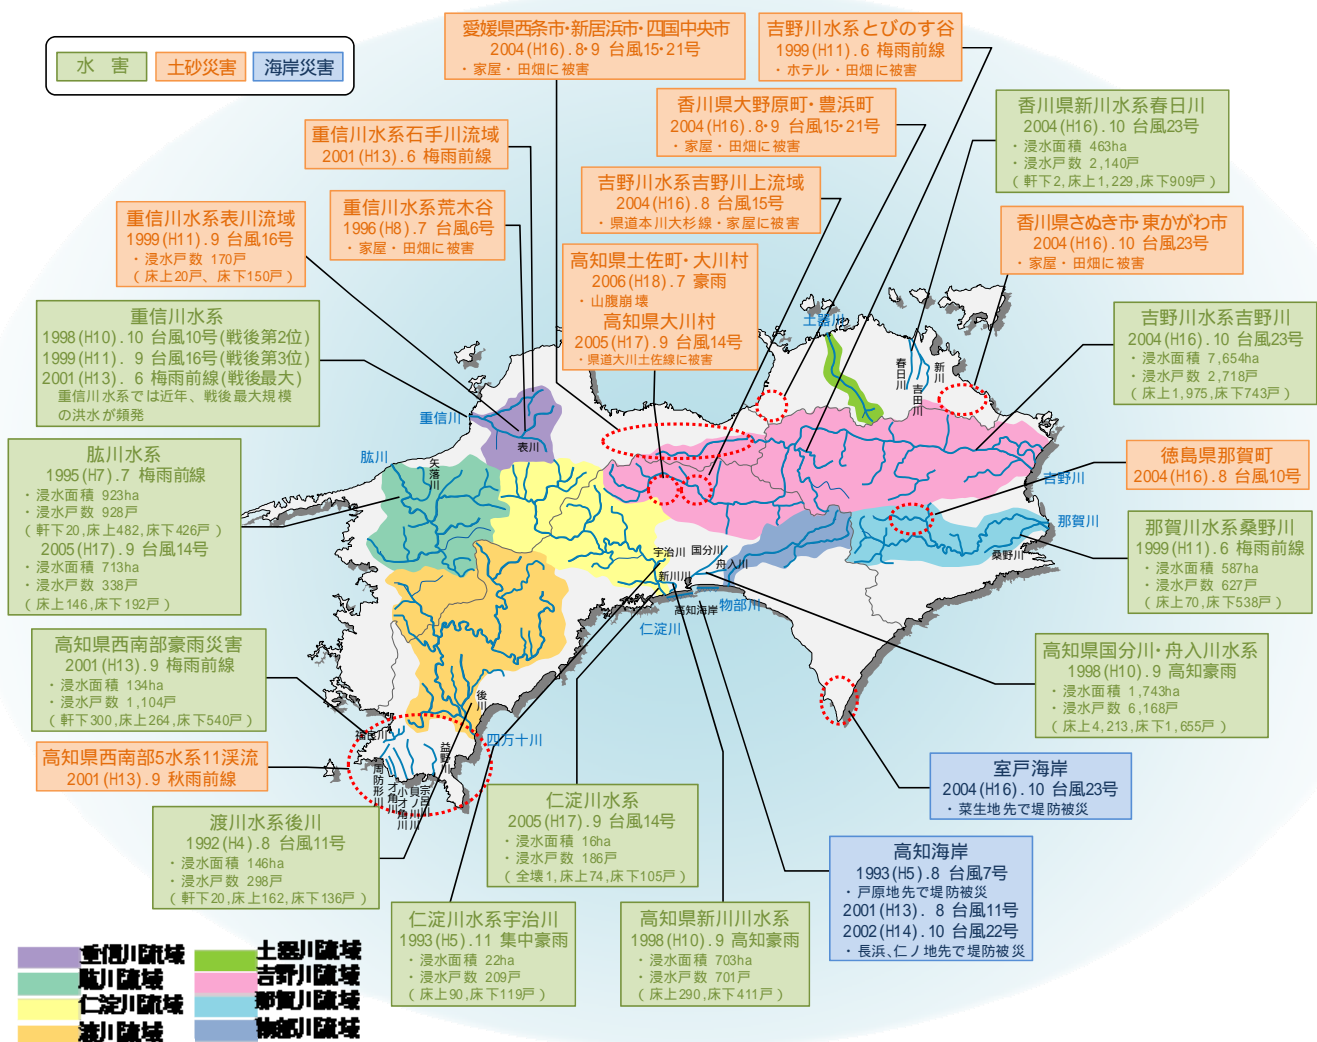 水 害
土砂災害
海岸災害
愛媛県西条市・新居浜市・四国中央市
2004(H16).8・9 台風15・21号
・家屋・田畑に被害
吉野川水系とびのす谷
1999(H11).6 梅雨前線
・ホテル・田畑に被害
香川県大野原町・豊浜町
2004(H16).8・9 台風15・21号
・家屋・田畑に被害
香川県新川水系春日川
2004(H16).10 台風23号
・浸水面積 463ha
・浸水戸数 2,140戸
(軒下2,床上1,229,床下909戸)
重信川水系石手川流域
2001(H13).6 梅雨前線
吉野川水系吉野川上流域
2004(H16).8 台風15号
・県道本川大杉線・家屋に被害
重信川水系表川流域
1999(H11).9 台風16号
・浸水戸数 170戸
(床上20戸、床下150戸)
重信川水系荒木谷
1996(H8).7 台風6号
・家屋・田畑に被害
香川県さぬき市・東かがわ市
2004(H16).10 台風23号
・家屋・田畑に被害
高知県土佐町・大川村
2006(H18).7 豪雨
・山腹崩壊
高知県大川村
2005(H17).9 台風14号
・県道大川土佐線に被害
重信川水系
1998(H10).10 台風10号(戦後第2位)
1999(H11). 9 台風16号(戦後第3位)
2001(H13). 6 梅雨前線(戦後最大)
重信川水系では近年、戦後最大規模
の洪水が頻発
吉野川水系吉野川
2004(H16).10 台風23号
・浸水面積 7,654ha
・浸水戸数 2,718戸
(床上1,975,床下743戸)
肱川水系
1995(H7).7 梅雨前線
・浸水面積 923ha
・浸水戸数 928戸
(軒下20,床上482,床下426戸)
2005(H17).9 台風14号
・浸水面積 713ha
・浸水戸数 338戸
(床上146,床下192戸)
徳島県那賀町
2004(H16).8 台風10号
那賀川水系桑野川
1999(H11).6 梅雨前線
・浸水面積 587ha
・浸水戸数 627戸
(床上70,床下538戸)
高知県西南部豪雨災害
2001(H13).9 梅雨前線
・浸水面積 134ha
・浸水戸数 1,104戸
(軒下300,床上264,床下540戸)
高知県国分川・舟入川水系
1998(H10).9 高知豪雨
・浸水面積 1,743ha
・浸水戸数 6,168戸
(床上4,213,床下1,655戸)
高知県西南部5水系11渓流
2001(H13).9 秋雨前線
室戸海岸
2004(H16).10 台風23号
・菜生地先で堤防被災
渡川水系後川
1992(H4).8 台風11号
・浸水面積 146ha
・浸水戸数 298戸
(軒下20,床上162,床下136戸)
仁淀川水系
2005(H17).9 台風14号
・浸水面積 16ha
・浸水戸数 186戸
(全壊1,床上74,床下105戸)
高知海岸
1993(H5).8 台風7号
・戸原地先で堤防被災
2001(H13). 8 台風11号
2002(H14).10 台風22号
・長浜、仁ノ地先で堤防被災
仁淀川水系宇治川
1993(H5).11 集中豪雨
・浸水面積 22ha
・浸水戸数 209戸
(床上90,床下119戸)
高知県新川川水系
1998(H10).9 高知豪雨
・浸水面積 703ha
・浸水戸数 701戸
(床上290,床下411戸)
土器川
春日川
新川
吉田川
重信川
表川
肱川
矢落川
吉野川
那賀川
桑野川
宇治川
国分川
舟入川
新川川
高知海岸
物部川
仁淀川
後川
四万十川
福良川
益野川
周防形川
才角川
小才角川
貝ノ川川
宗呂川
重信川流域
肱川流域
仁淀川流域
渡川流域
土器川流域
吉野川流域
那賀川流域
物部川流域